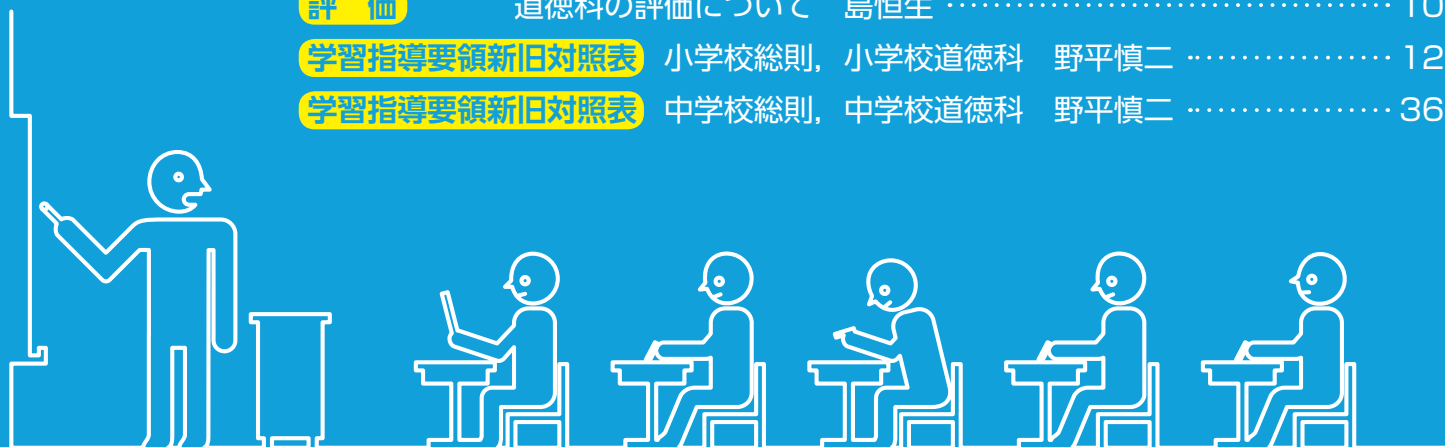 評　価　道徳科の評価について　島恒生 …………………………… 10
学習指導要領新旧対照表　小学校総則，小学校道徳科　野平慎二 ……………… 12
学習指導要領新旧対照表　中学校総則，中学校道徳科　野平慎二 ……………… 36